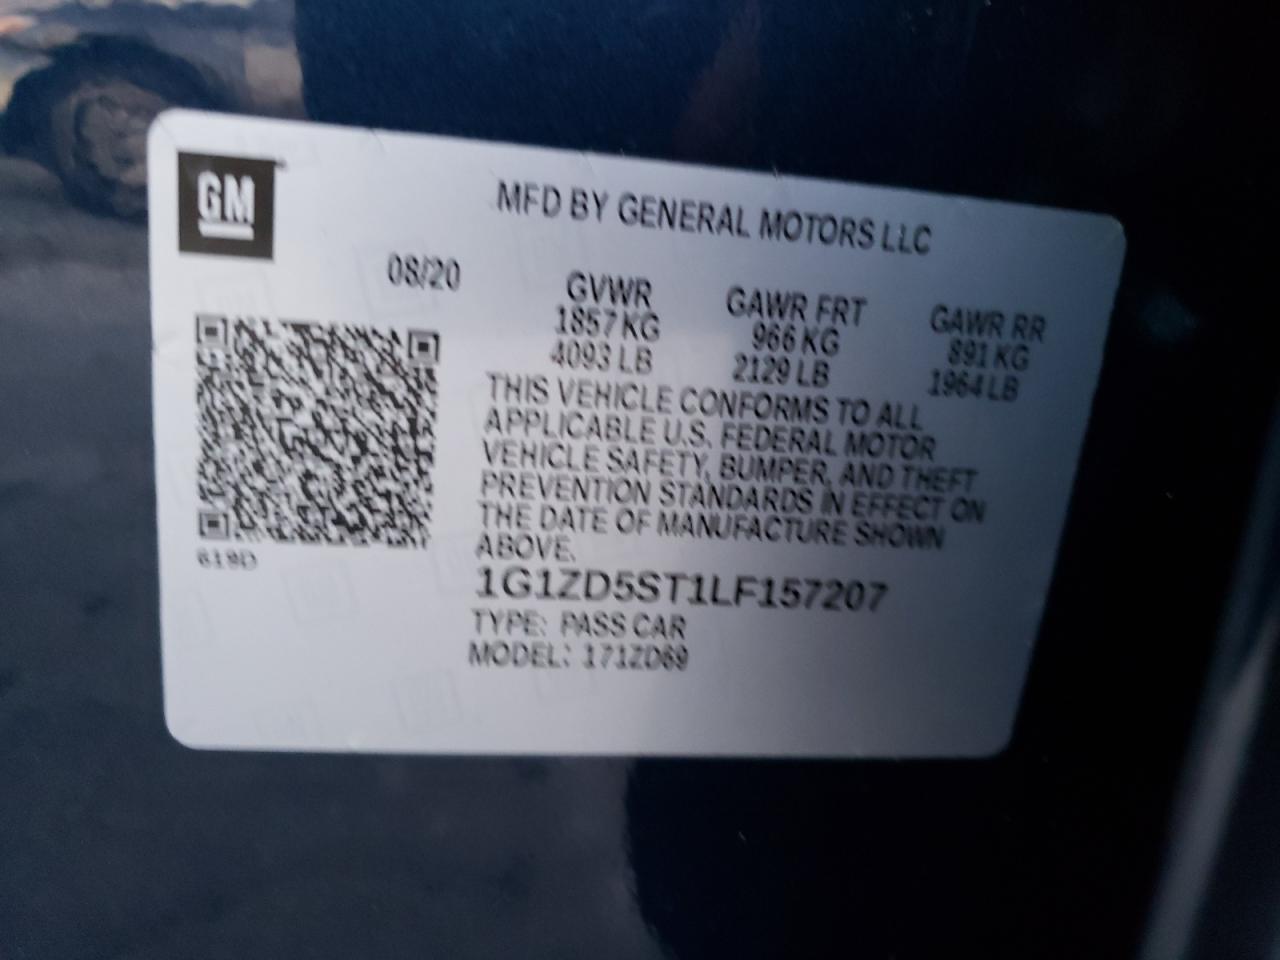 GM
MFD BY GENERAL MOTORS LLC
08/20
GVWR
1857 KG
4093 LB
GAWR FRT
966 KG
2129 LB
GAWR RR
891 KG
1964 LB
THIS VEHICLE CONFORMS TO ALL
APPLICABLE U.S. FEDERAL MOTOR
VEHICLE SAFETY, BUMPER, AND THEFT
PREVENTION STANDARDS IN EFFECT ON
THE DATE OF MANUFACTURE SHOWN
ABOVE.
619D
1G1ZD5ST1LF157207
TYPE: PASS CAR
MODEL: 171ZD69